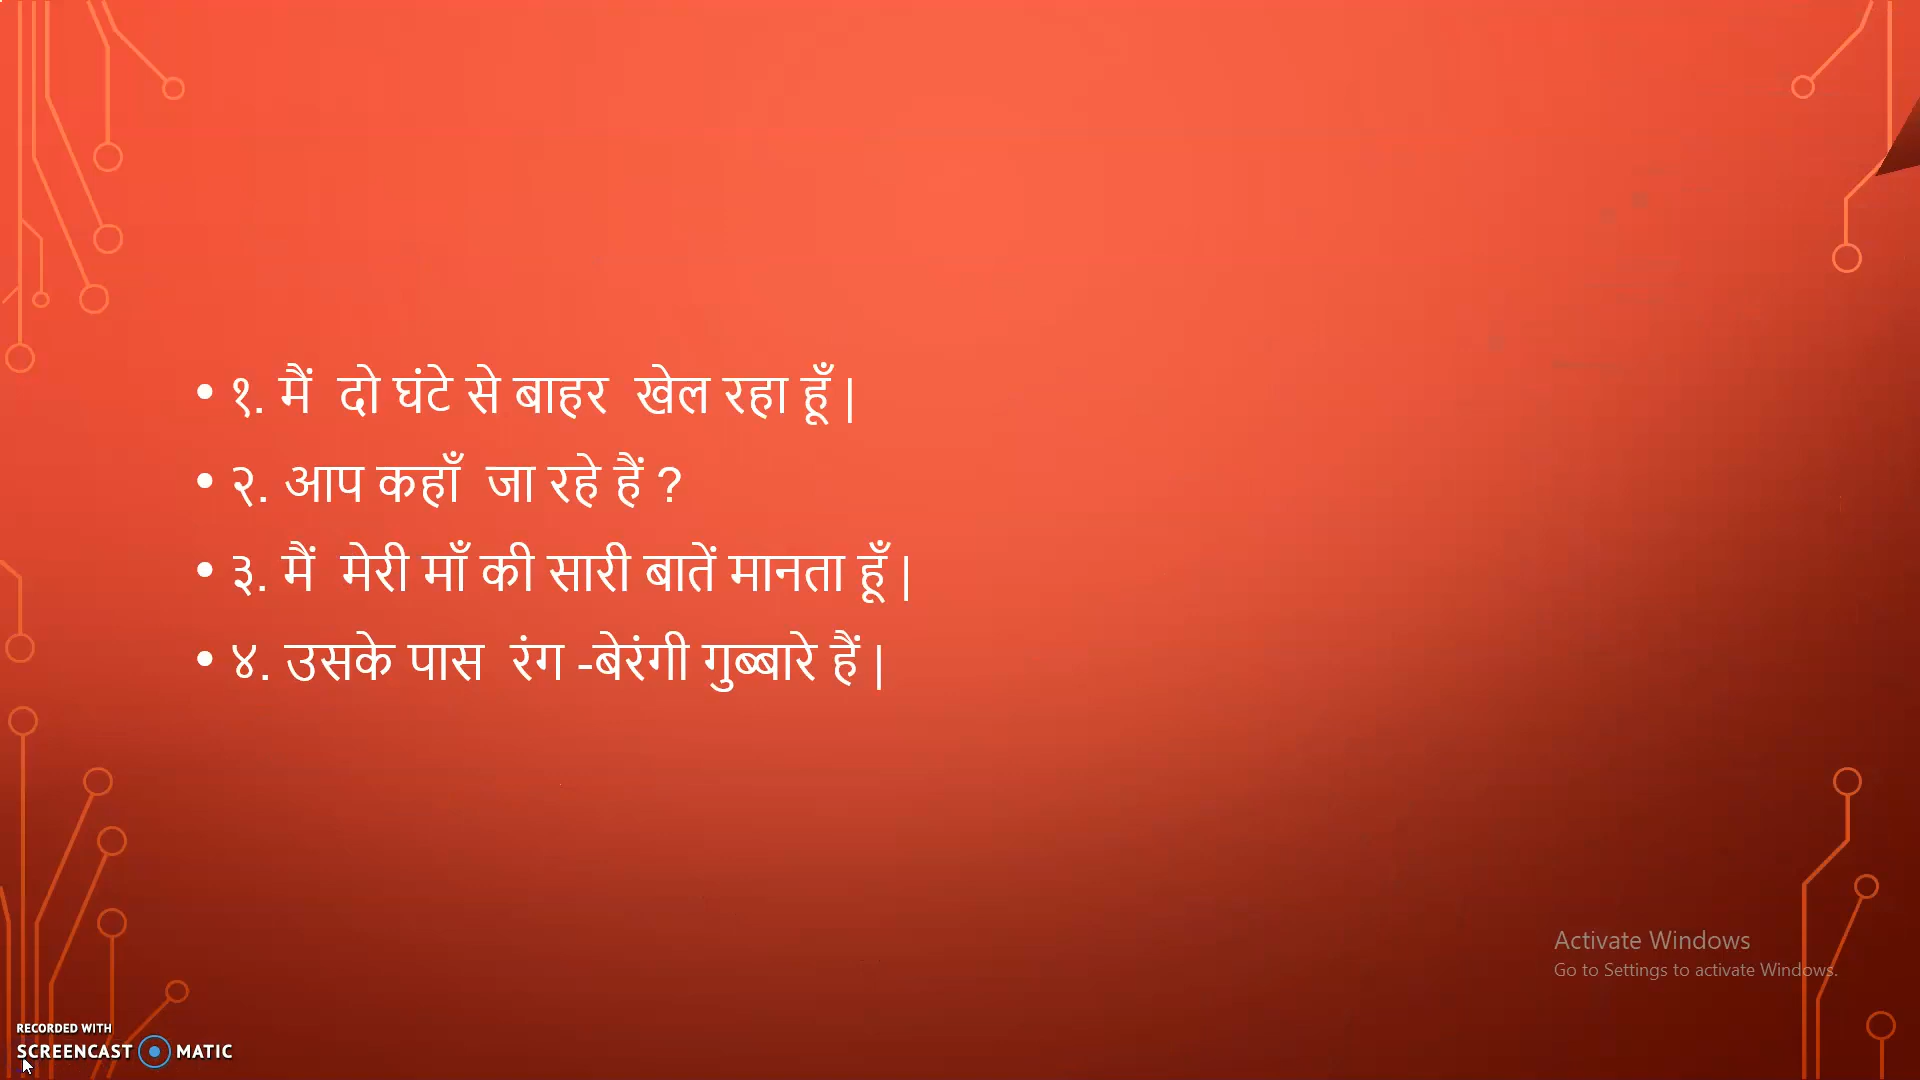 • १. मैं दो घंटे से बाहर खेल रहा हूँ |
• २. आप कहाँ जा रहे हैं ?
• ३. मैं मेरी माँ की सारी बातें मानता हूँ |
• ४. उसके पास रंग -बेरंगी गुब्बारे हैं |
Activate Windows
Go to Settings to activate Windows.
RECORDED WITH
SCREENCAST MATIC